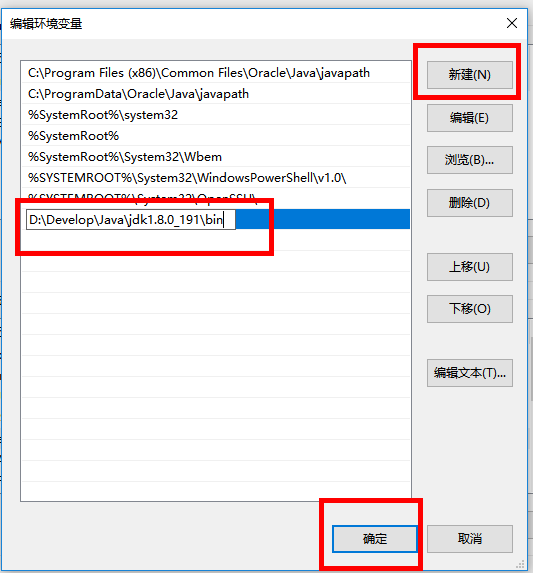 编辑环境变量
C:\Program Files (x86)\Common Files\Oracle\Java\javapath
C:\ProgramData\Oracle\Java\javapath
%SystemRoot%\system32
%SystemRoot%
%SystemRoot%\System32\Wbem
%SYSTEMROOT%\System32\WindowsPowerShell\v1.0\
%SYSTEMROOT%\System32\OpenSSH\
D:\Develop\Java\jdk1.8.0_191\bin
新建(N)
编辑(E)
浏览(B)...
删除(D)
上移(U)
下移(O)
编辑文本(T)...
确定
取消